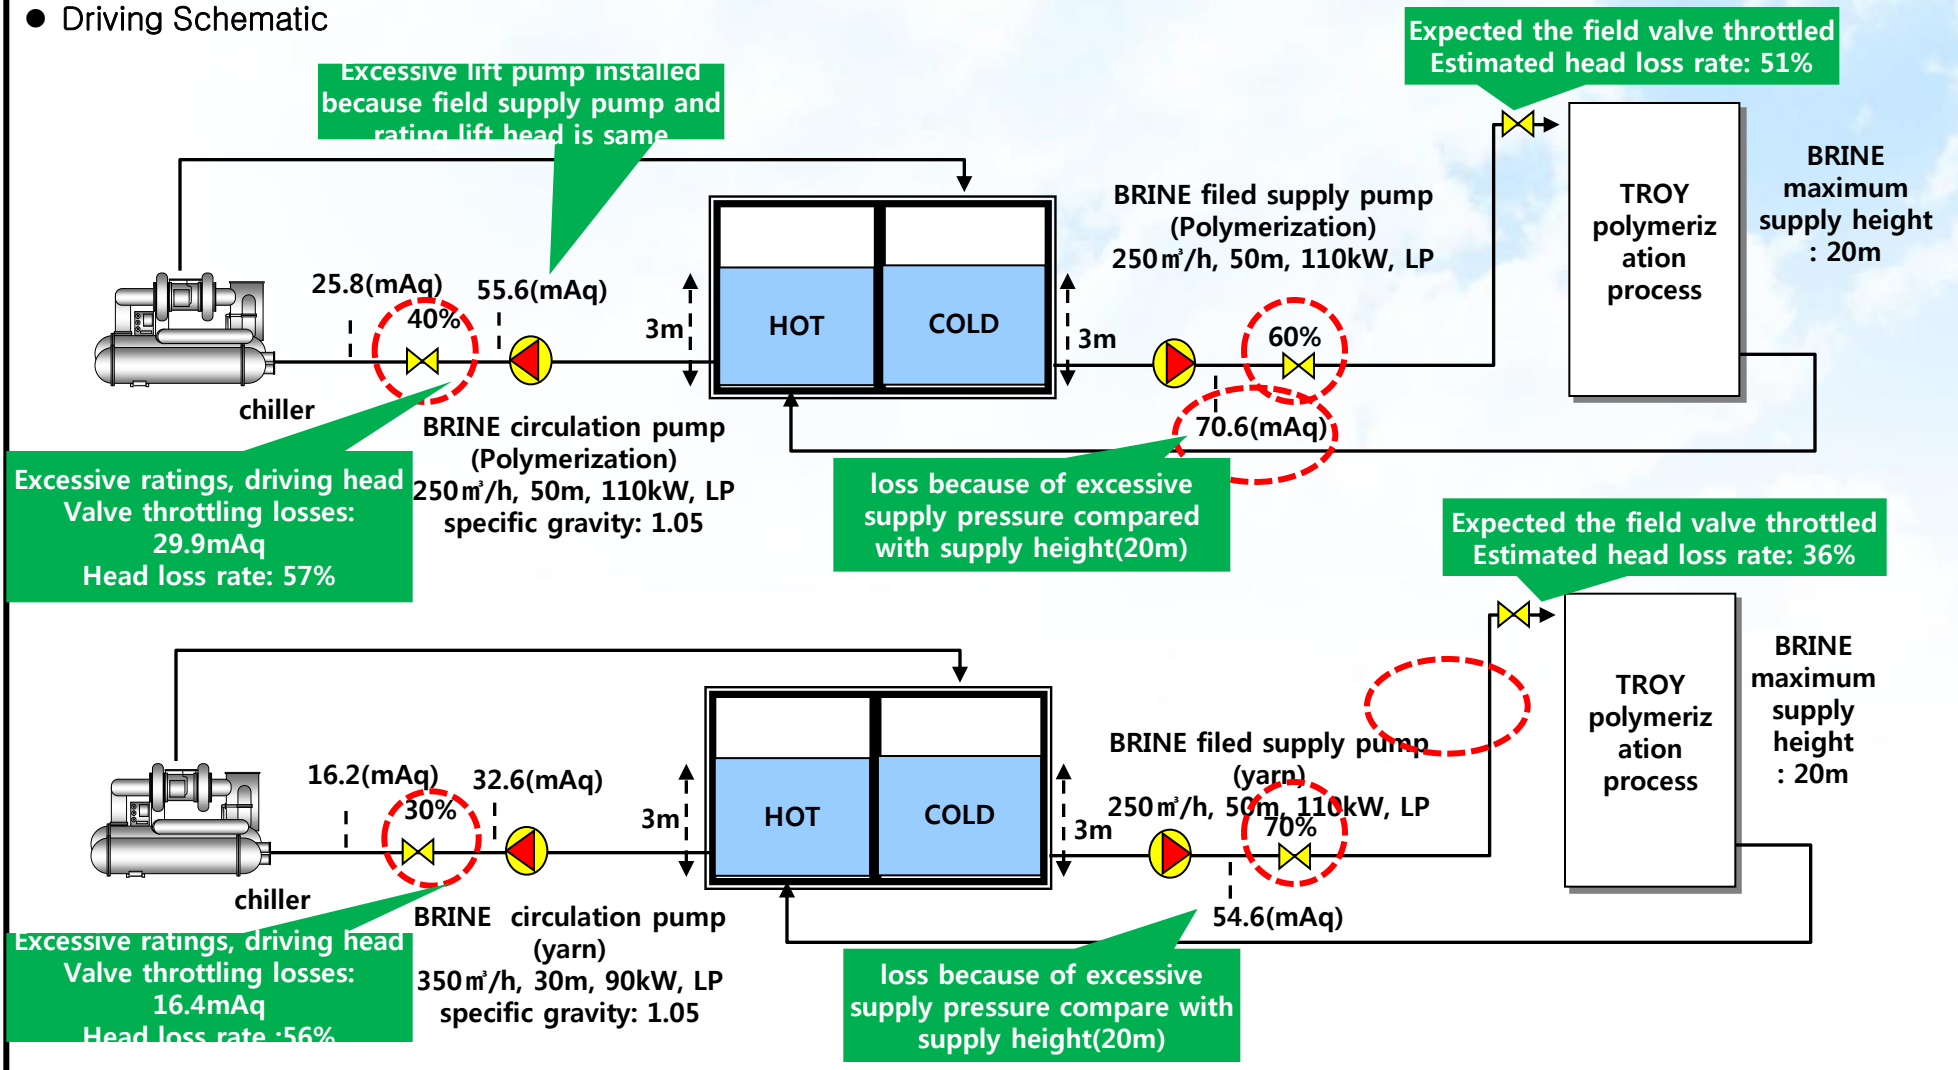 ● Driving Schematic
Expected the field valve throttled
Estimated head loss rate: 51%
Excessive lift pump installed
because field supply pump and
rating lift head is same
BRINE
maximum
supply height
: 20m
TROY
polymeriz
ation
process
BRINE filed supply pump
(Polymerization)
250㎥/h, 50m, 110kW, LP
25.8(mAq)
55.6(mAq)
40%
3m
HOT
COLD
3m
60%
chiller
70.6(mAq)
BRINE circulation pump
(Polymerization)
250㎥/h, 50m, 110kW, LP
specific gravity: 1.05
Excessive ratings, driving head
Valve throttling losses:
29.9mAq
Head loss rate: 57%
loss because of excessive
supply pressure compared
with supply height(20m)
Expected the field valve throttled
Estimated head loss rate: 36%
BRINE
maximum
supply
height
: 20m
TROY
polymeriz
ation
process
BRINE filed supply pump
(yarn)
250㎥/h, 50m, 110kW, LP
16.2(mAq)
32.6(mAq)
30%
3m
HOT
COLD
3m
70%
chiller
54.6(mAq)
BRINE circulation pump
(yarn)
350㎥/h, 30m, 90kW, LP
specific gravity: 1.05
Excessive ratings, driving head
Valve throttling losses:
16.4mAq
Head loss rate :56%
loss because of excessive
supply pressure compare with
supply height(20m)